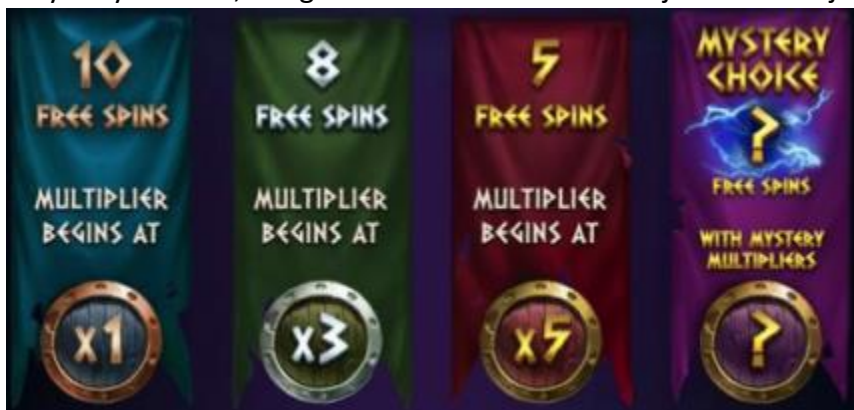 10
FREE SPINS
MULTIPLIER
BEGINS AT
x1
8
FREE SPINS
MULTIPLIER
BEGINS AT
x3
5
FREE SPINS
MULTIPLIER
BEGINS AT
x5
MYSTERY
CHOICE
?
FREE SPINS
WITH MYSTERY
MULTIPLIERS
?